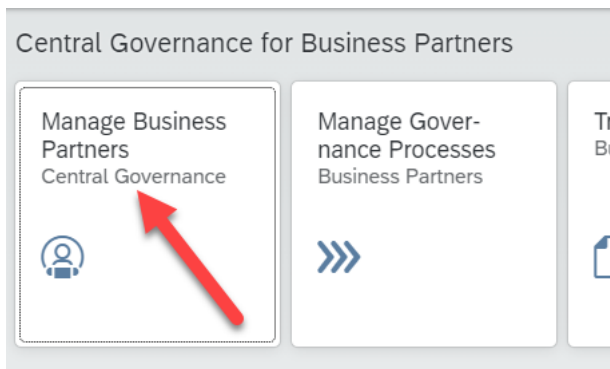 Central Governance for Business Partners
Manage Business
Partners
Central Governance
Manage Gover-
nance Processes
Business Partners